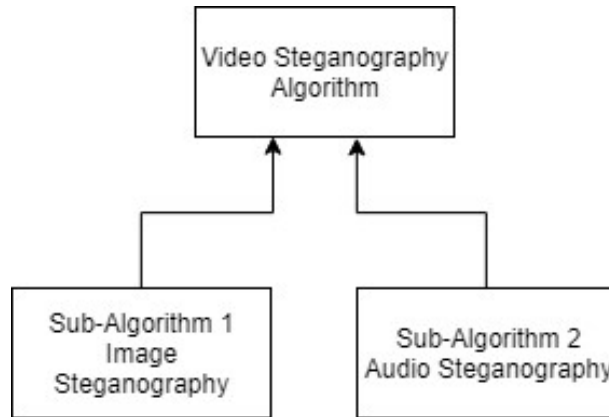 Video Steganography
Algorithm
Sub-Algorithm 1
Image
Steganography
Sub-Algorithm 2
Audio Steganography